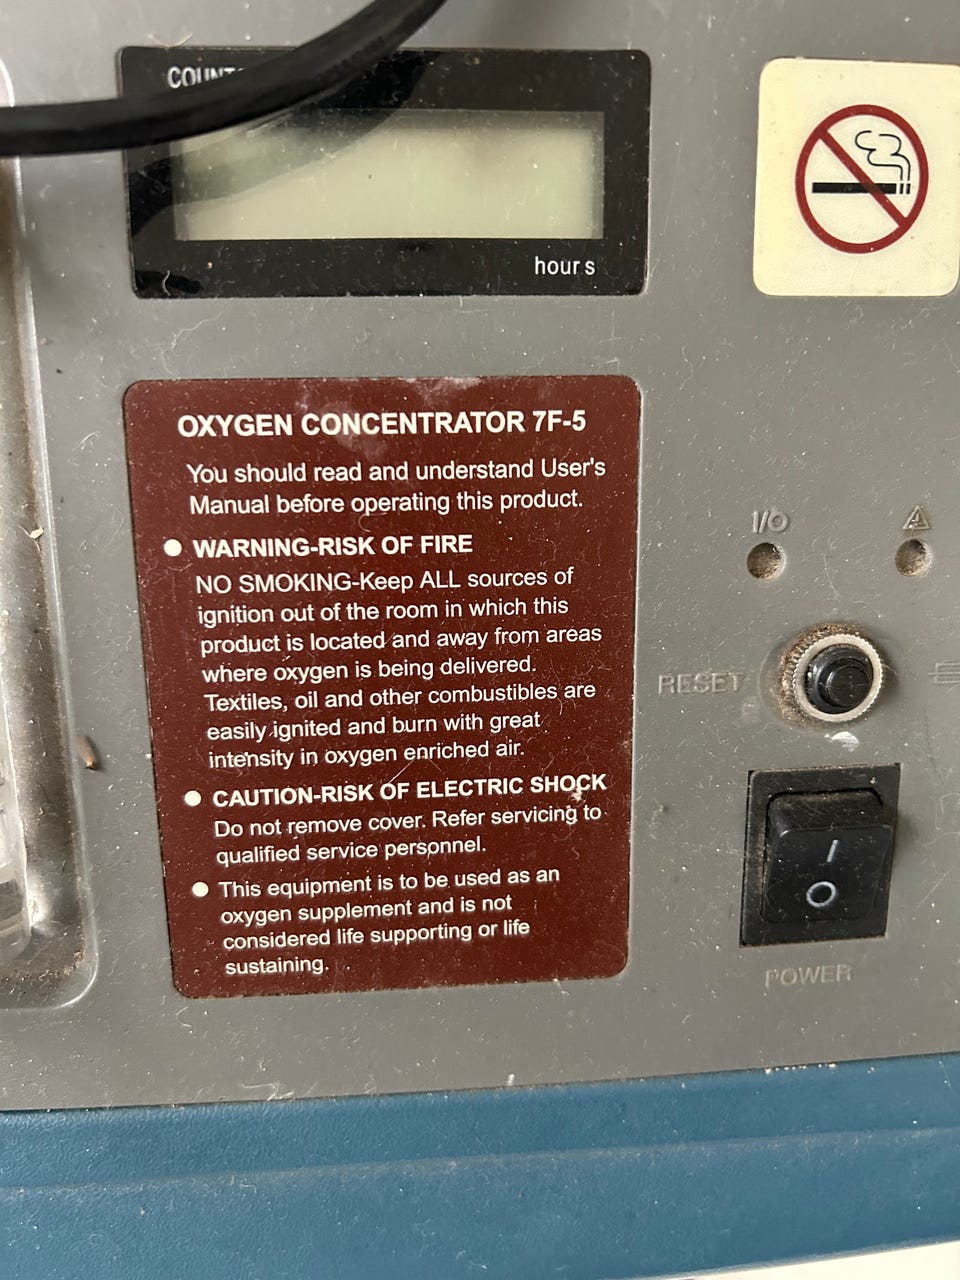 hours
OXYGEN CONCENTRATOR 7F-5
You should read and understand User's
Manual before operating this product.
● WARNING-RISK OF FIRE
NO SMOKING-Keep ALL sources of
ignition out of the room in which this
product is located and away from areas
where oxygen is being delivered.
Textiles, oil and other combustibles are
easily ignited and burn with great
intensity in oxygen enriched air.
● CAUTION-RISK OF ELECTRIC SHOCK
Do not remove cover. Refer servicing to
qualified service personnel.
● This equipment is to be used as an
oxygen supplement and is not
considered life supporting or life
sustaining.
I/O
RESET
I
O
POWER